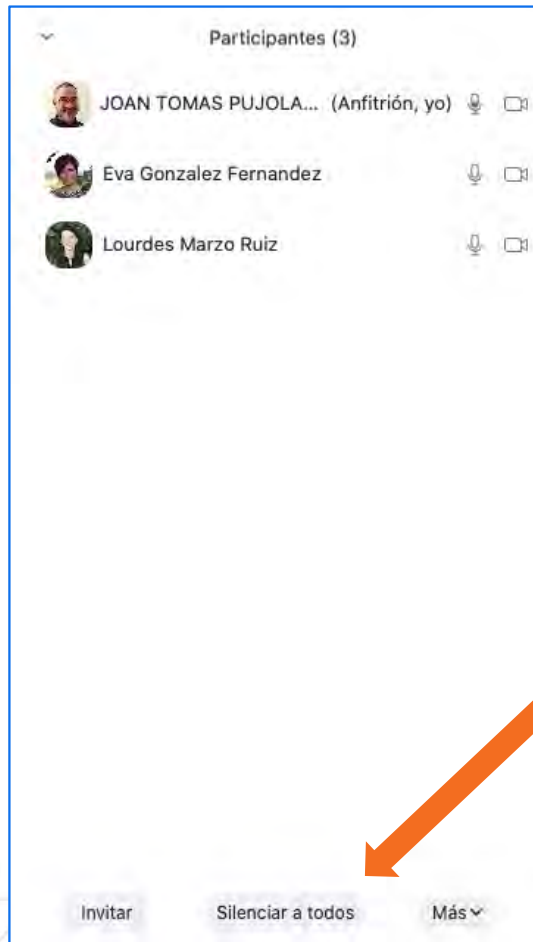 Participantes (3)
JOAN TOMAS PUJOLA... (Anfitrión, yo)
Eva Gonzalez Fernandez
Lourdes Marzo Ruiz
Invitar Silenciar a todos Más